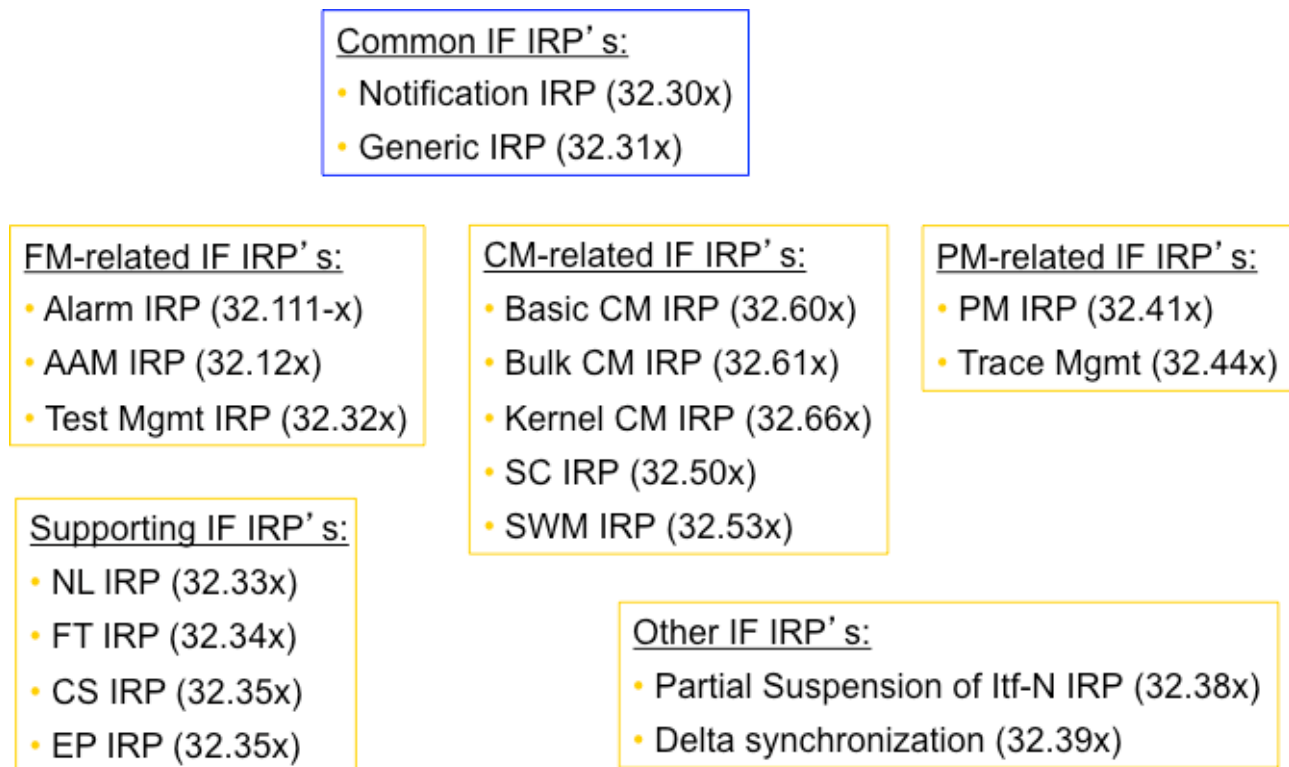 Common IF IRP’s:
• Notification IRP (32.30x)
• Generic IRP (32.31x)
FM-related IF IRP’s:
• Alarm IRP (32.111-x)
• AAM IRP (32.12x)
• Test Mgmt IRP (32.32x)
CM-related IF IRP’s:
• Basic CM IRP (32.60x)
• Bulk CM IRP (32.61x)
• Kernel CM IRP (32.66x)
• SC IRP (32.50x)
• SWM IRP (32.53x)
PM-related IF IRP’s:
• PM IRP (32.41x)
• Trace Mgmt (32.44x)
Supporting IF IRP’s:
• NL IRP (32.33x)
• FT IRP (32.34x)
• CS IRP (32.35x)
• EP IRP (32.35x)
Other IF IRP’s:
• Partial Suspension of Itf-N IRP (32.38x)
• Delta synchronization (32.39x)